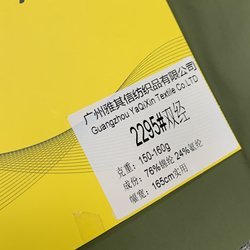 广州雅其信纺织品有限公司
Guangzhou YaQiXin Textile Co.LTD
2295#双经
克重：150-160g
成份：76%锦纶 24%氨纶
幅宽：165cm实用